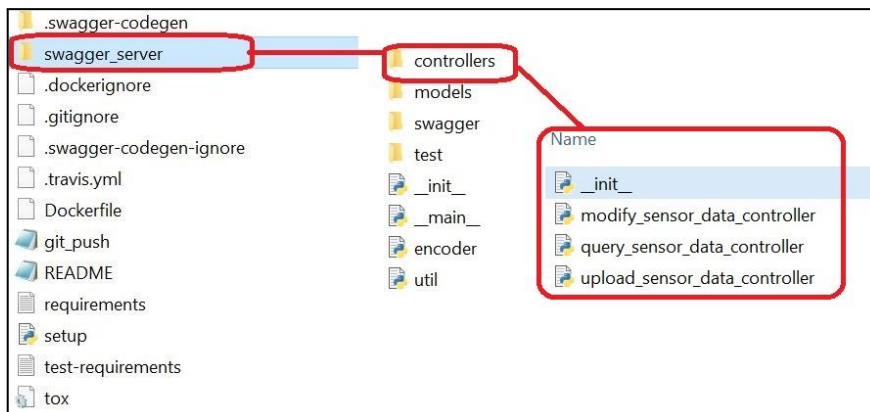 .swagger-codegen
swagger_server
.dockerignore
.gitignore
.swagger-codegen-ignore
.travis.yml
Dockerfile
git_push
README
requirements
setup
test-requirements
tox
controllers
models
swagger
test
__init__
__main__
encoder
util
Name
__init__
modify_sensor_data_controller
query_sensor_data_controller
upload_sensor_data_controller